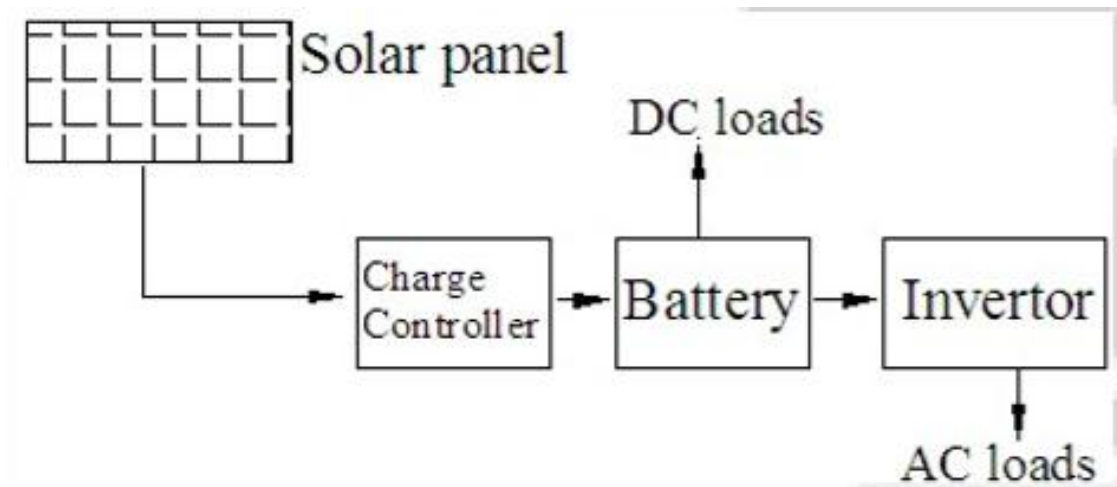 Solar panel
DC loads
Charge
Controller
Battery
Invertor
AC loads